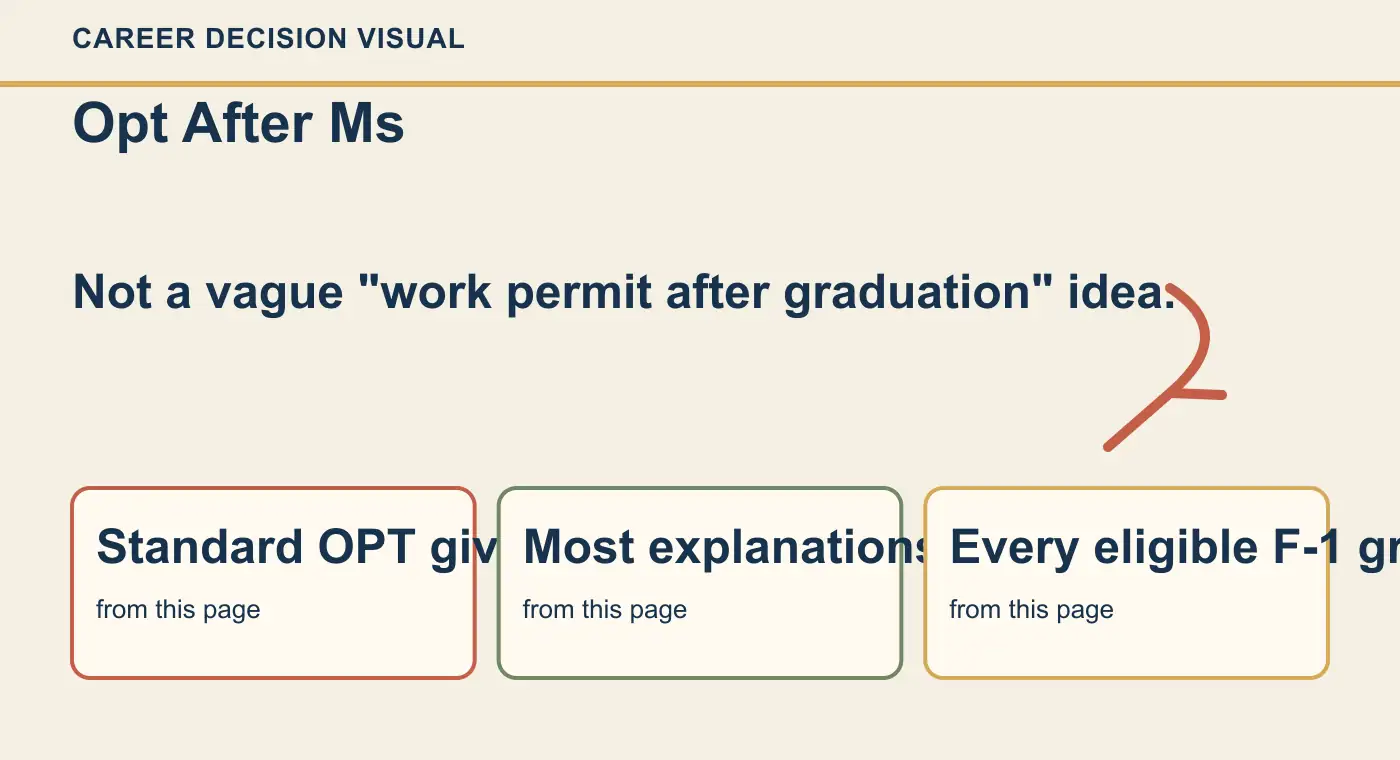 CAREER DECISION VISUAL
Opt After Ms
Not a vague "work permit after graduation" idea.
Standard OPT giv
from this page
Most explanations
from this page
Every eligible F-1 gr
from this page